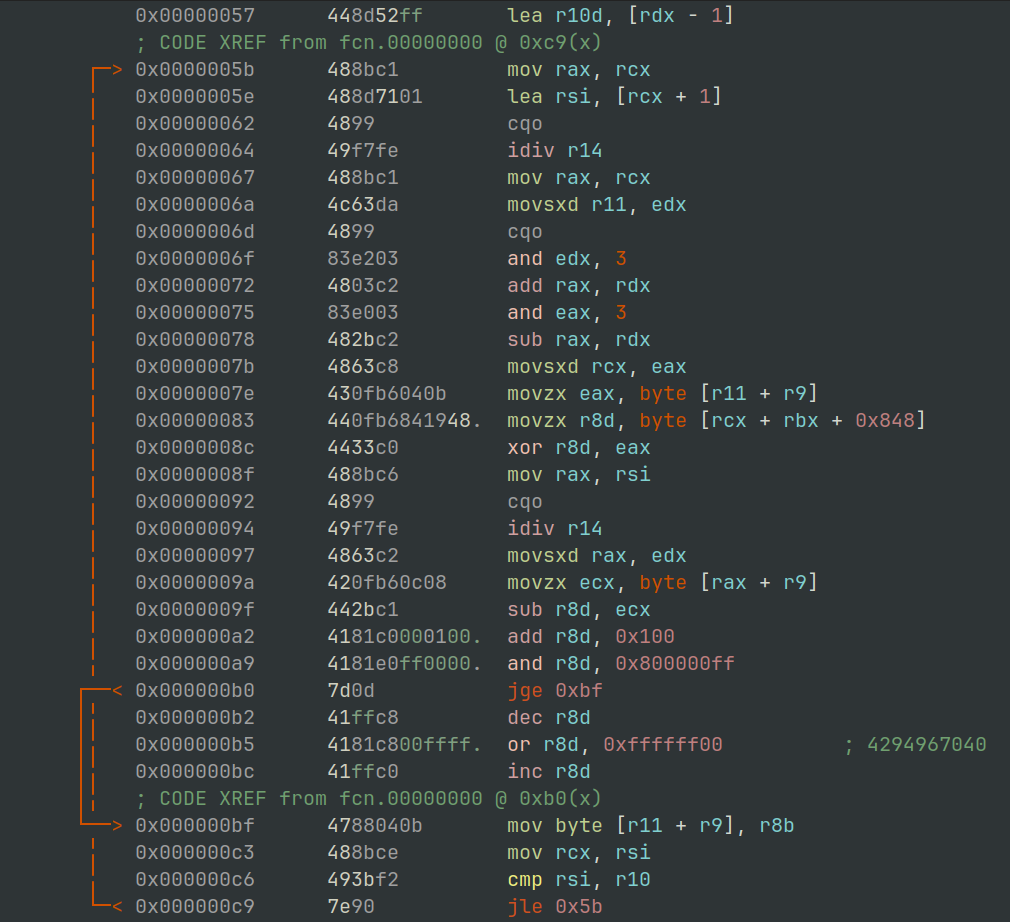 0x00000057 448d52ff lea r10d, [rdx - 1]
; CODE XREF from fcn.00000000 @ 0xc9(x)
0x0000005b 488bc1 mov rax, rcx
0x0000005e 488d7101 lea rsi, [rcx + 1]
0x00000062 4899 cqo
0x00000064 49f7fe idiv r14
0x00000067 488bc1 mov rax, rcx
0x0000006a 4c63da movsxd r11, edx
0x0000006d 4899 cqo
0x0000006f 83e203 and edx, 3
0x00000072 4803c2 add rax, rdx
0x00000075 83e003 and eax, 3
0x00000078 482bc2 sub rax, rdx
0x0000007b 4863c8 movsxd rcx, eax
0x0000007e 430fb6040b movzx eax, byte [r11 + r9]
0x00000083 440fb6841948. movzx r8d, byte [rcx + rbx + 0x848]
0x0000008c 4433c0 xor r8d, eax
0x0000008f 488bc6 mov rax, rsi
0x00000092 4899 cqo
0x00000094 49f7fe idiv r14
0x00000097 4863c2 movsxd rax, edx
0x0000009a 420fb60c08 movzx ecx, byte [rax + r9]
0x0000009f 442bc1 sub r8d, ecx
0x000000a2 4181c0000100. add r8d, 0x100
0x000000a9 4181e0ff0000. and r8d, 0x800000ff
0x000000b0 7d0d jge 0xbf
0x000000b2 41ffc8 dec r8d
0x000000b5 4181c800ffff. or r8d, 0xffffff00 ; 4294967040
0x000000bc 41ffc0 inc r8d
; CODE XREF from fcn.00000000 @ 0xb0(x)
0x000000bf 4788040b mov byte [r11 + r9], r8b
0x000000c3 488bce mov rcx, rsi
0x000000c6 493bf2 cmp rsi, r10
0x000000c9 7e90 jle 0x5b